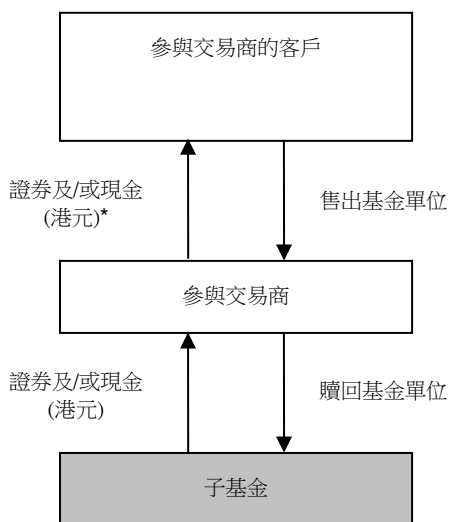 參與交易商的客戶
證券及/或現金
(港元)*
售出基金單位
參與交易商
證券及/或現金
(港元)
贖回基金單位
子基金